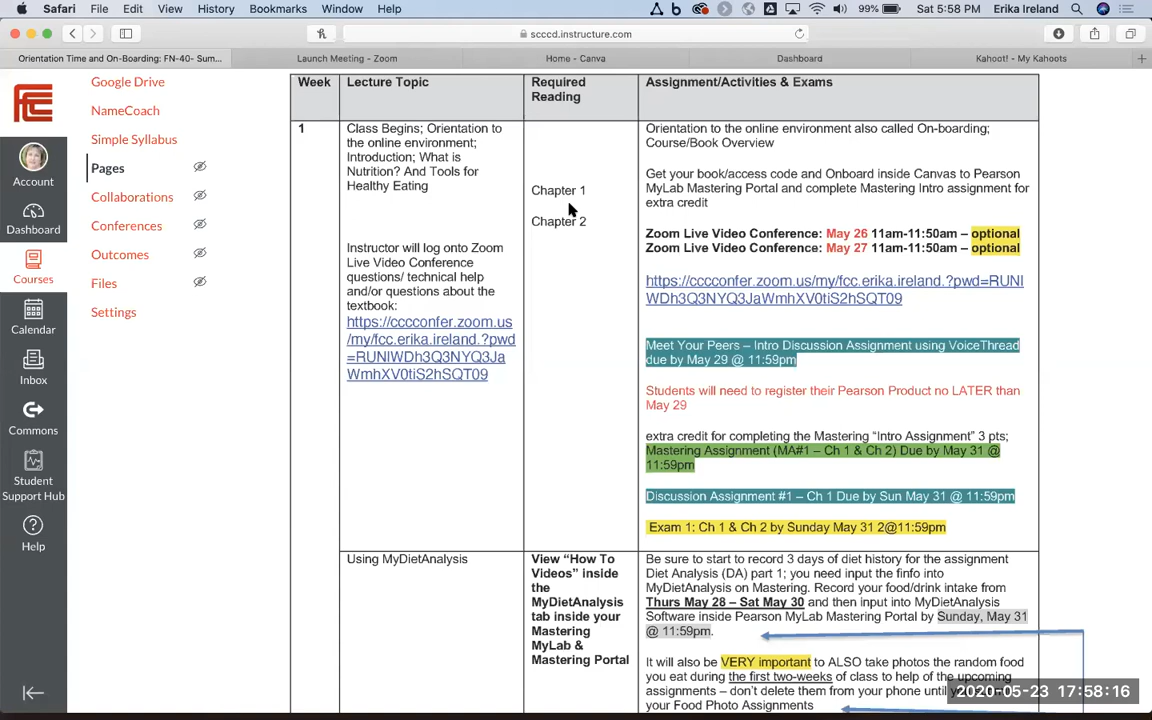 Safari File Edit View History Bookmarks Window Help
99% Sat 5:58 PM Erika Ireland
scccd.instructure.com
Orientation Time and On-Boarding: FN-40- Sum... Launch Meeting - Zoom Home - Canva Dashboard Kahoot! - My Kahoots
FCC
Account
Dashboard
Courses
Calendar
Inbox
Commons
Student
Support Hub
Help
Google Drive
NameCoach
Simple Syllabus
Pages
Collaborations
Conferences
Outcomes
Files
Settings
Week
Lecture Topic
Required
Reading
Assignment/Activities & Exams
1
Class Begins; Orientation to
the online environment;
Introduction; What is
Nutrition? And Tools for
Healthy Eating
Instructor will log onto Zoom
Live Video Conference
questions/ technical help
and/or questions about the
textbook:
https://cccconfer.zoom.us
/my/fcc.erika.ireland.?pwd
=RUNIWDh3Q3NYQ3Ja
WmhXV0tiS2hSQT09
Chapter 1
Chapter 2
Orientation to the online environment also called On-boarding;
Course/Book Overview
Get your book/access code and Onboard inside Canvas to Pearson
MyLab Mastering Portal and complete Mastering Intro assignment for
extra credit
Zoom Live Video Conference: May 26 11am-11:50am – optional
Zoom Live Video Conference: May 27 11am-11:50am – optional
https://cccconfer.zoom.us/my/fcc.erika.ireland.?pwd=RUNI
WDh3Q3NYQ3JaWmhXV0tiS2hSQT09
Meet Your Peers – Intro Discussion Assignment using VoiceThread
due by May 29 @ 11:59pm
Students will need to register their Pearson Product no LATER than
May 29
extra credit for completing the Mastering “Intro Assignment” 3 pts;
Mastering Assignment (MA#1 – Ch 1 & Ch 2) Due by May 31 @
11:59pm
Discussion Assignment #1 – Ch 1 Due by Sun May 31 @ 11:59pm
Exam 1: Ch 1 & Ch 2 by Sunday May 31 2@11:59pm
Using MyDietAnalysis
View “How To
Videos” inside
the
MyDietAnalysis
tab inside your
Mastering
MyLab &
Mastering Portal
Be sure to start to record 3 days of diet history for the assignment
Diet Analysis (DA) part 1; you need input the finfo into
MyDietAnalysis on Mastering. Record your food/drink intake from
Thurs May 28 – Sat May 30 and then input into MyDietAnalysis
Software inside Pearson MyLab Mastering Portal by Sunday, May 31
@ 11:59pm.
It will also be VERY important to ALSO take photos the random food
you eat during the first two-weeks of class to help of the upcoming
assignments – don't delete them from your phone until
your Food Photo Assignments
2020-05-23 17:58:16